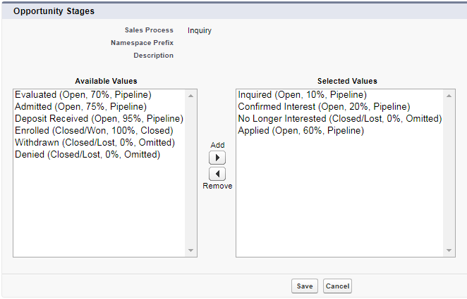 Opportunity Stages
Sales Process Inquiry
Namespace Prefix
Description
Available Values
Evaluated (Open, 70%, Pipeline)
Admitted (Open, 75%, Pipeline)
Deposit Received (Open, 95%, Pipeline)
Enrolled (Closed/Won, 100%, Closed)
Withdrawn (Closed/Lost, 0%, Omitted)
Denied (Closed/Lost, 0%, Omitted)
Add
Remove
Selected Values
Inquired (Open, 10%, Pipeline)
Confirmed Interest (Open, 20%, Pipeline)
No Longer Interested (Closed/Lost, 0%, Omitted)
Applied (Open, 60%, Pipeline)
Save Cancel